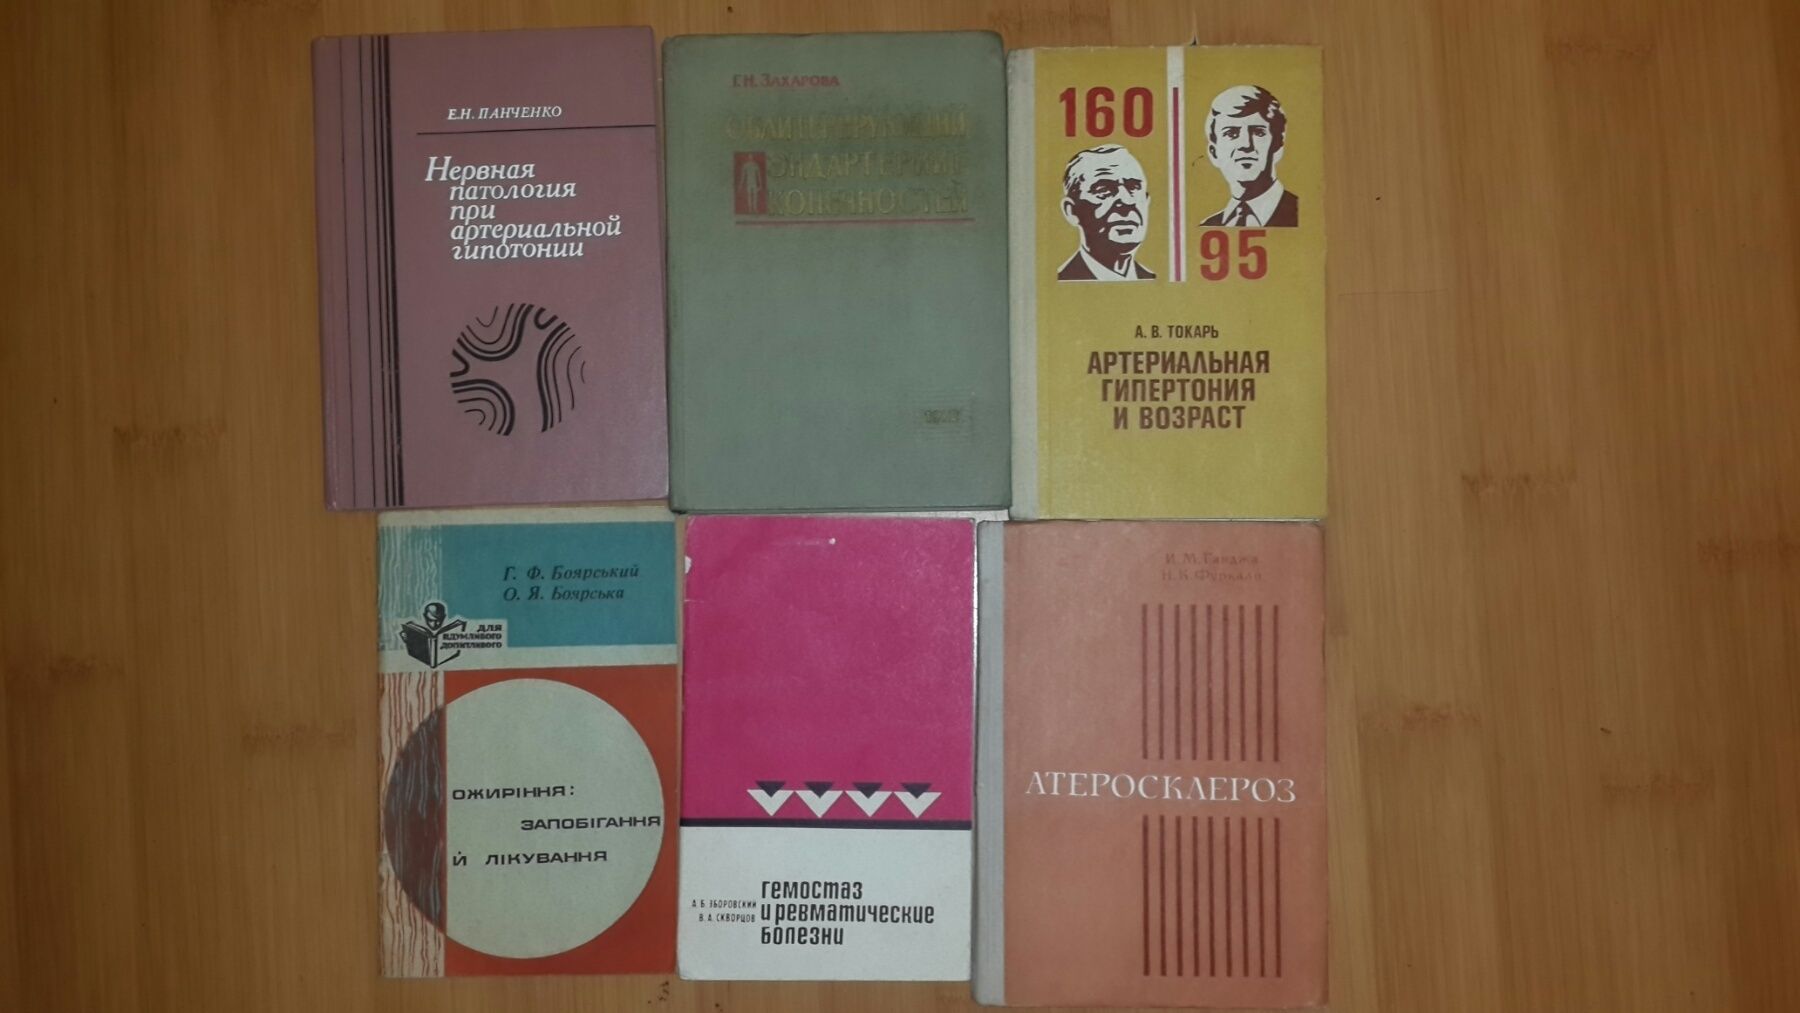 Е.Н. ПАНЧЕНКО
Нервная
патология
при
артериальной
гипотонии
Г.Н. ЗАХАРОВА
ОБЛИТЕРИРУЮЩИЙ
ЭНДАРТЕРИИТ
КОНЕЧНОСТЕЙ
160
95
А. В. ТОКАРЬ
АРТЕРИАЛЬНАЯ
ГИПЕРТОНИЯ
И ВОЗРАСТ
Г. Ф. Боярський
О. Я. Боярська
ДЛЯ
ВДУМЛИВОГО
ДОПИТЛИВОГО
ОЖИРІННЯ:
ЗАПОБІГАННЯ
Й ЛІКУВАННЯ
А. Б. ЗБОРОВСКИЙ
В. А. СКВОРЦОВ
гемостаз
и ревматические
болезни
И. М. Ганджа
Н. К. Фуркало
АТЕРОСКЛЕРОЗ